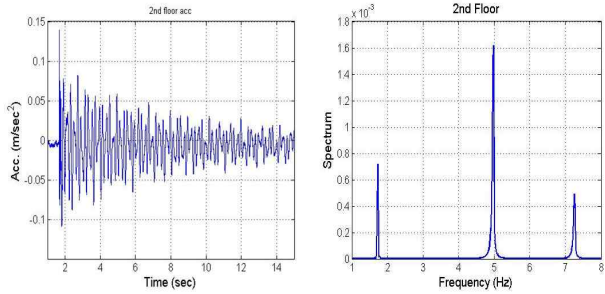 2nd floor acc
0.15
0.1
0.05
0
-0.05
-0.1
Acc. (m/sec²)
2 4 6 8 10 12 14
Time (sec)
2nd Floor
1.8 x 10⁻³
1.6
1.4
1.2
1
0.8
0.6
0.4
0.2
0
Spectrum
1 2 3 4 5 6 7 8
Frequency (Hz)